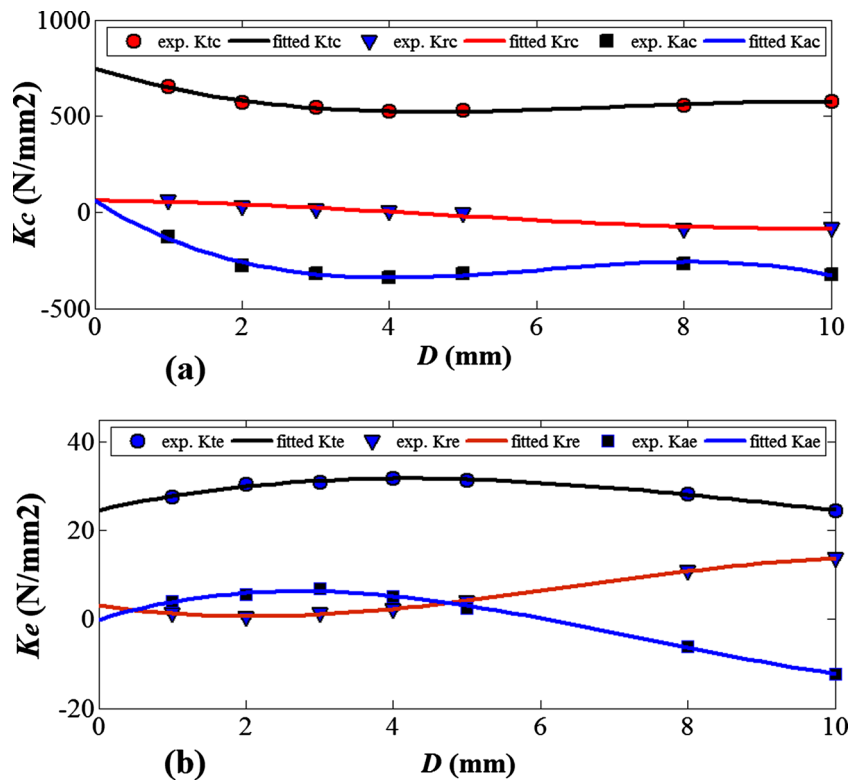 1000
500
0
-500
Kc (N/mm2)
exp. Ktc fitted Ktc exp. Krc fitted Krc exp. Kac fitted Kac
0 2 4 6 8 10
D (mm)
(a)
40
20
0
-20
Ke (N/mm2)
exp. Kte fitted Kte exp. Kre fitted Kre exp. Kae fitted Kae
0 2 4 6 8 10
D (mm)
(b)